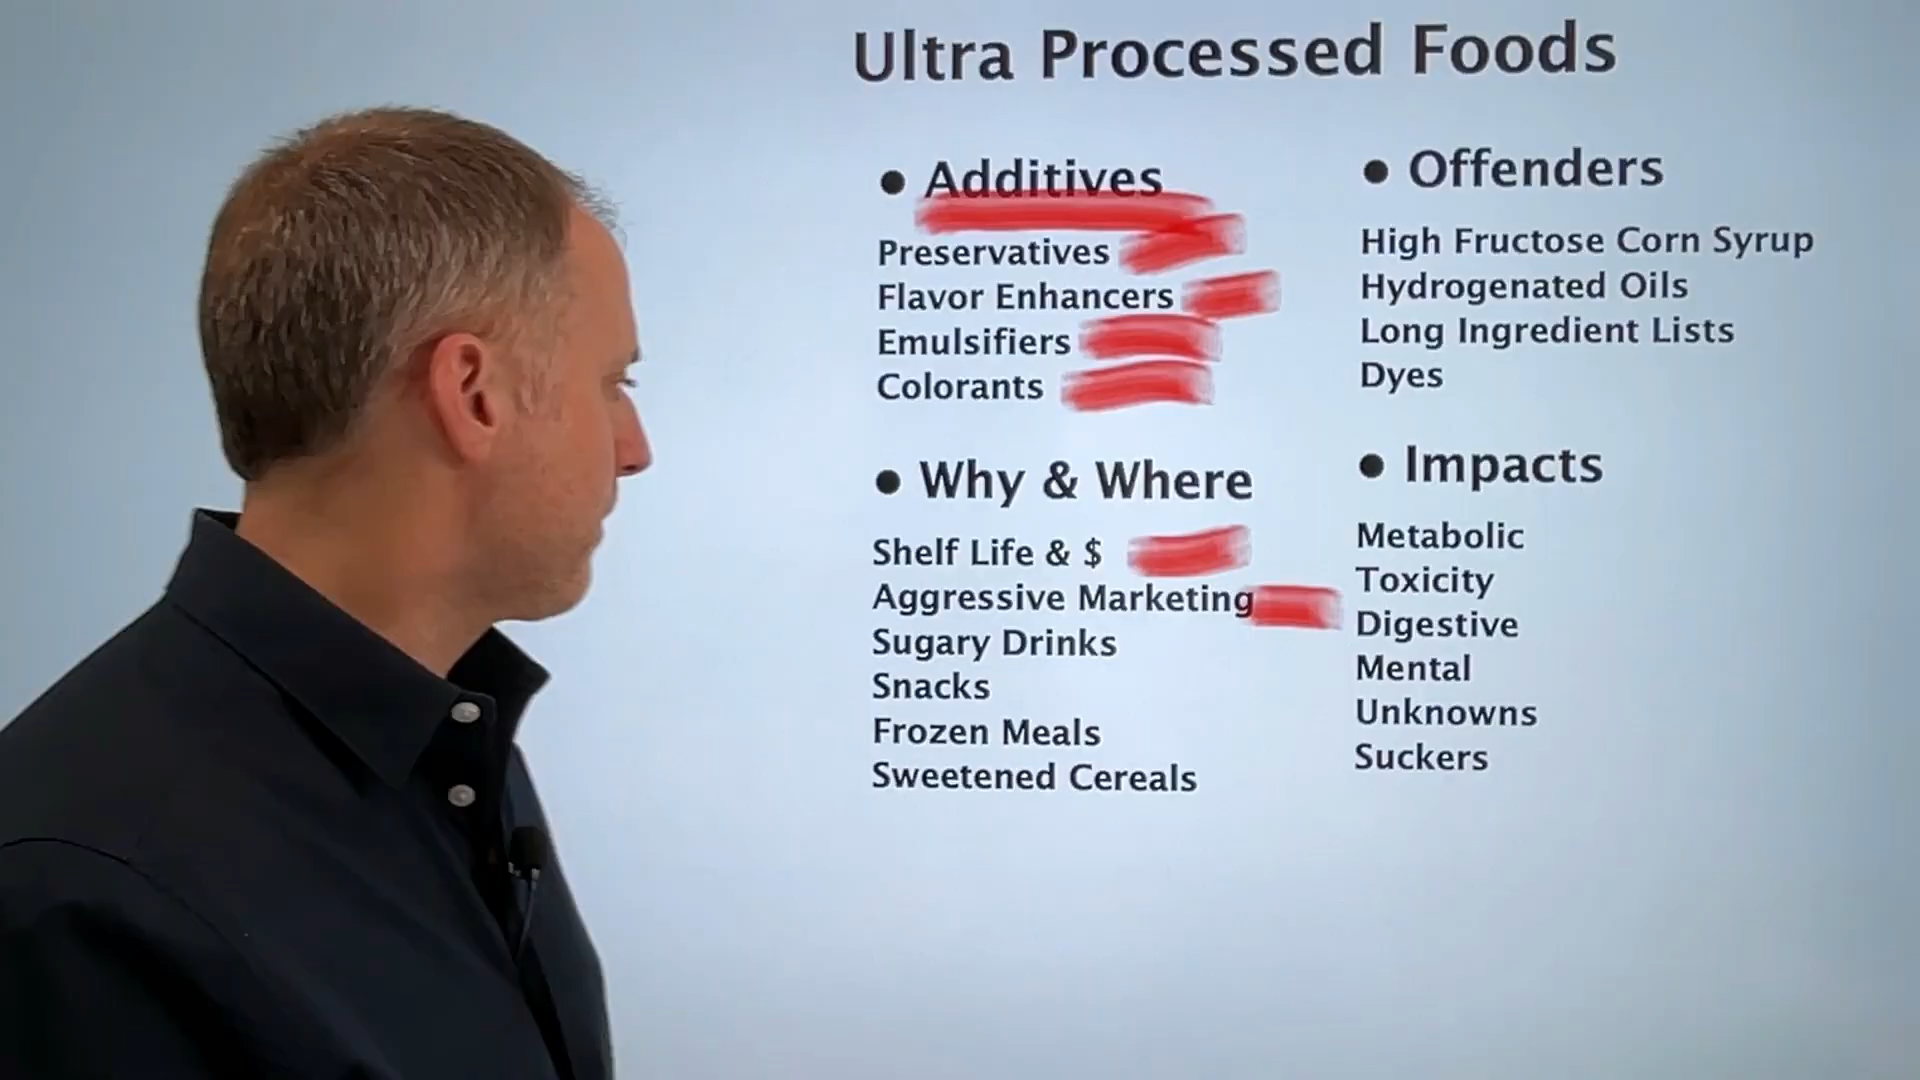 Ultra Processed Foods
● Additives
Preservatives
Flavor Enhancers
Emulsifiers
Colorants
● Why & Where
Shelf Life & $
Aggressive Marketing
Sugary Drinks
Snacks
Frozen Meals
Sweetened Cereals
● Offenders
High Fructose Corn Syrup
Hydrogenated Oils
Long Ingredient Lists
Dyes
● Impacts
Metabolic
Toxicity
Digestive
Mental
Unknowns
Suckers